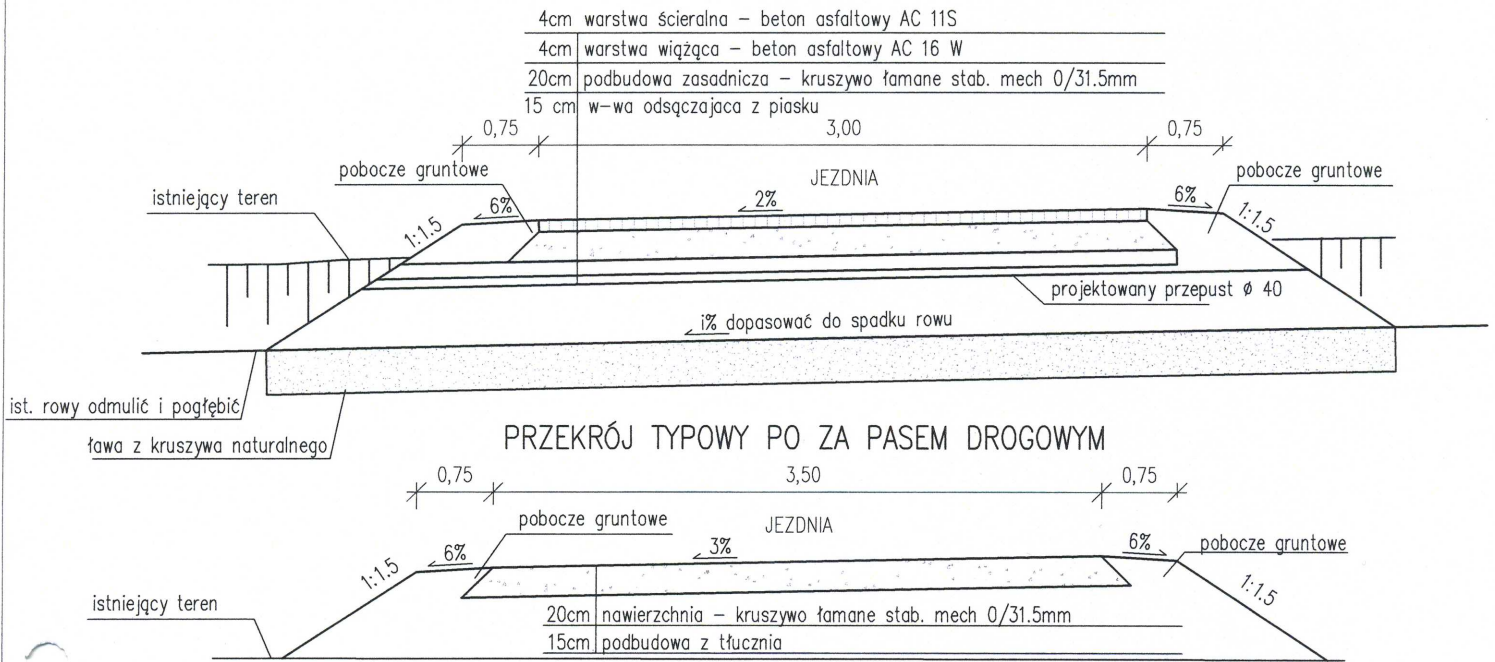 4cm warstwa ścieralna – beton asfaltowy AC 11S
4cm warstwa wiążąca – beton asfaltowy AC 16 W
20cm podbudowa zasadnicza – kruszywo łamane stab. mech 0/31.5mm
15 cm w-wa odsączajaca z piasku
0,75 3,00 0,75
pobocze gruntowe JEZDNIA pobocze gruntowe
istniejący teren
1:1.5 6% 2% 6% 1:1.5
projektowany przepust ø 40
i% dopasować do spadku rowu
ist. rowy odmulić i pogłębić
ława z kruszywa naturalnego
PRZEKRÓJ TYPOWY PO ZA PASEM DROGOWYM
0,75 3,50 0,75
pobocze gruntowe JEZDNIA pobocze gruntowe
1:1.5 6% 3% 6% 1:1.5
istniejący teren
20cm nawierzchnia – kruszywo łamane stab. mech 0/31.5mm
15cm podbudowa z tłucznia